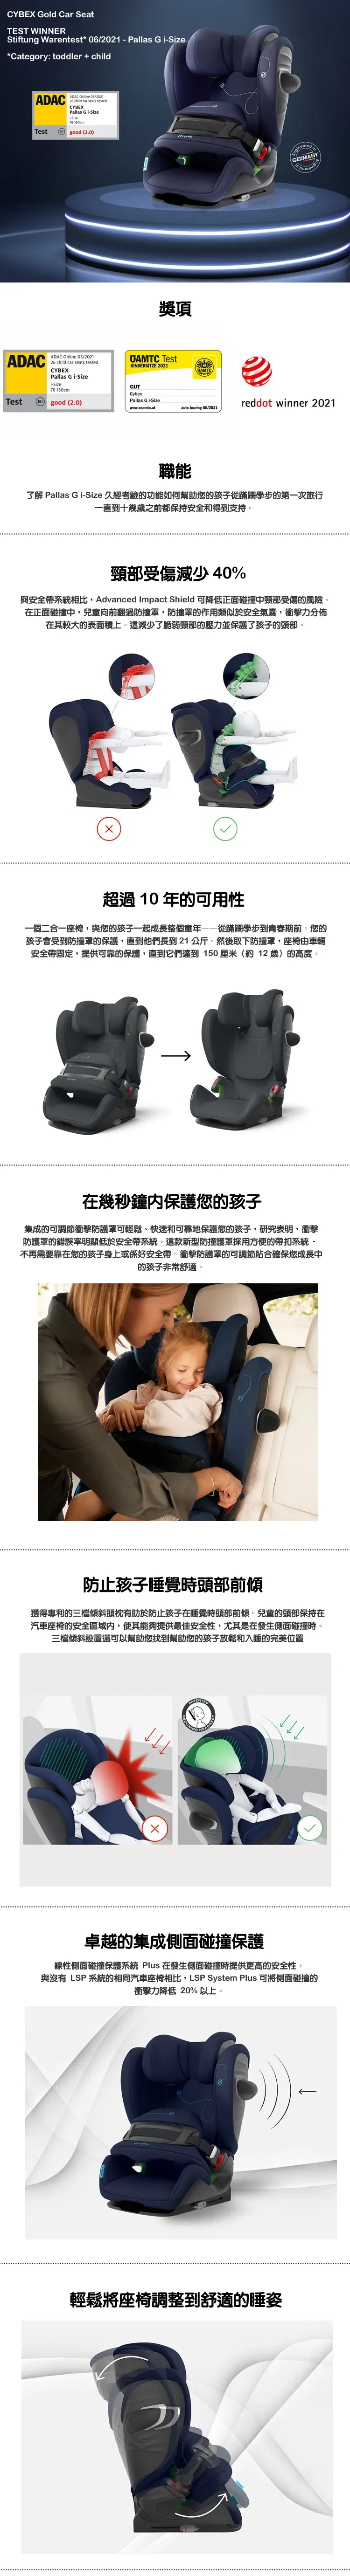 CYBEX Gold Car Seat
TEST WINNER
Stiftung Warentest* 06/2021 - Pallas G i-Size
*Category: toddler + child
ADAC
ADAC Online 05/2021
26 child car seats tested
CYBEX
Pallas G i-Size
i-Size
76-150cm
Test
good (2.0)
GERMANY
獎項
ADAC
ADAC Online 05/2021
26 child car seats tested
CYBEX
Pallas G i-Size
i-Size
76-150cm
Test
good (2.0)
ÖAMTC Test
KINDERSITZE 2021
ÖAMTC
GUT
Cybex
Pallas G i-Size
www.oeamtc.at
auto touring 06/2021
reddot winner 2021
職能
了解 Pallas G i-Size 久經考驗的功能如何幫助您的孩子從蹣跚學步的第一次旅行
一直到十幾歲之前都保持安全和得到支持。
頸部受傷減少 40%
與安全帶系統相比，Advanced Impact Shield 可降低正面碰撞中頸部受傷的風險。
在正面碰撞中，兒童向前翻過防撞罩，防撞罩的作用類似於安全氣囊，衝擊力分佈
在其較大的表面積上。這減少了脆弱頸部的壓力並保護了孩子的頭部。
超過 10 年的可用性
一個二合一座椅，與您的孩子一起成長整個童年——從蹣跚學步到青春期前。您的
孩子會受到防撞罩的保護，直到他們長到 21 公斤。然後取下防撞罩，座椅由車輛
安全帶固定，提供可靠的保護，直到它們達到 150 厘米（約 12 歲）的高度。
在幾秒鐘內保護您的孩子
集成的可調節衝擊防護罩可輕鬆、快速和可靠地保護您的孩子，研究表明，衝擊
防護罩的錯誤率明顯低於安全帶系統。這款新型防撞護罩採用方便的帶扣系統 -
不再需要靠在您的孩子身上或係好安全帶。衝擊防護罩的可調節貼合確保您成長中
的孩子非常舒適。
防止孩子睡覺時頭部前傾
獲得專利的三檔傾斜頭枕有助於防止孩子在睡覺時頭部前傾。兒童的頭部保持在
汽車座椅的安全區域內，使其能夠提供最佳安全性，尤其是在發生側面碰撞時。
三檔傾斜設置還可以幫助您找到幫助您的孩子放鬆和入睡的完美位置
卓越的集成側面碰撞保護
線性側面碰撞保護系統 Plus 在發生側面碰撞時提供更高的安全性。
與沒有 LSP 系統的相同汽車座椅相比，LSP System Plus 可將側面碰撞的
衝擊力降低 20% 以上。
輕鬆將座椅調整到舒適的睡姿